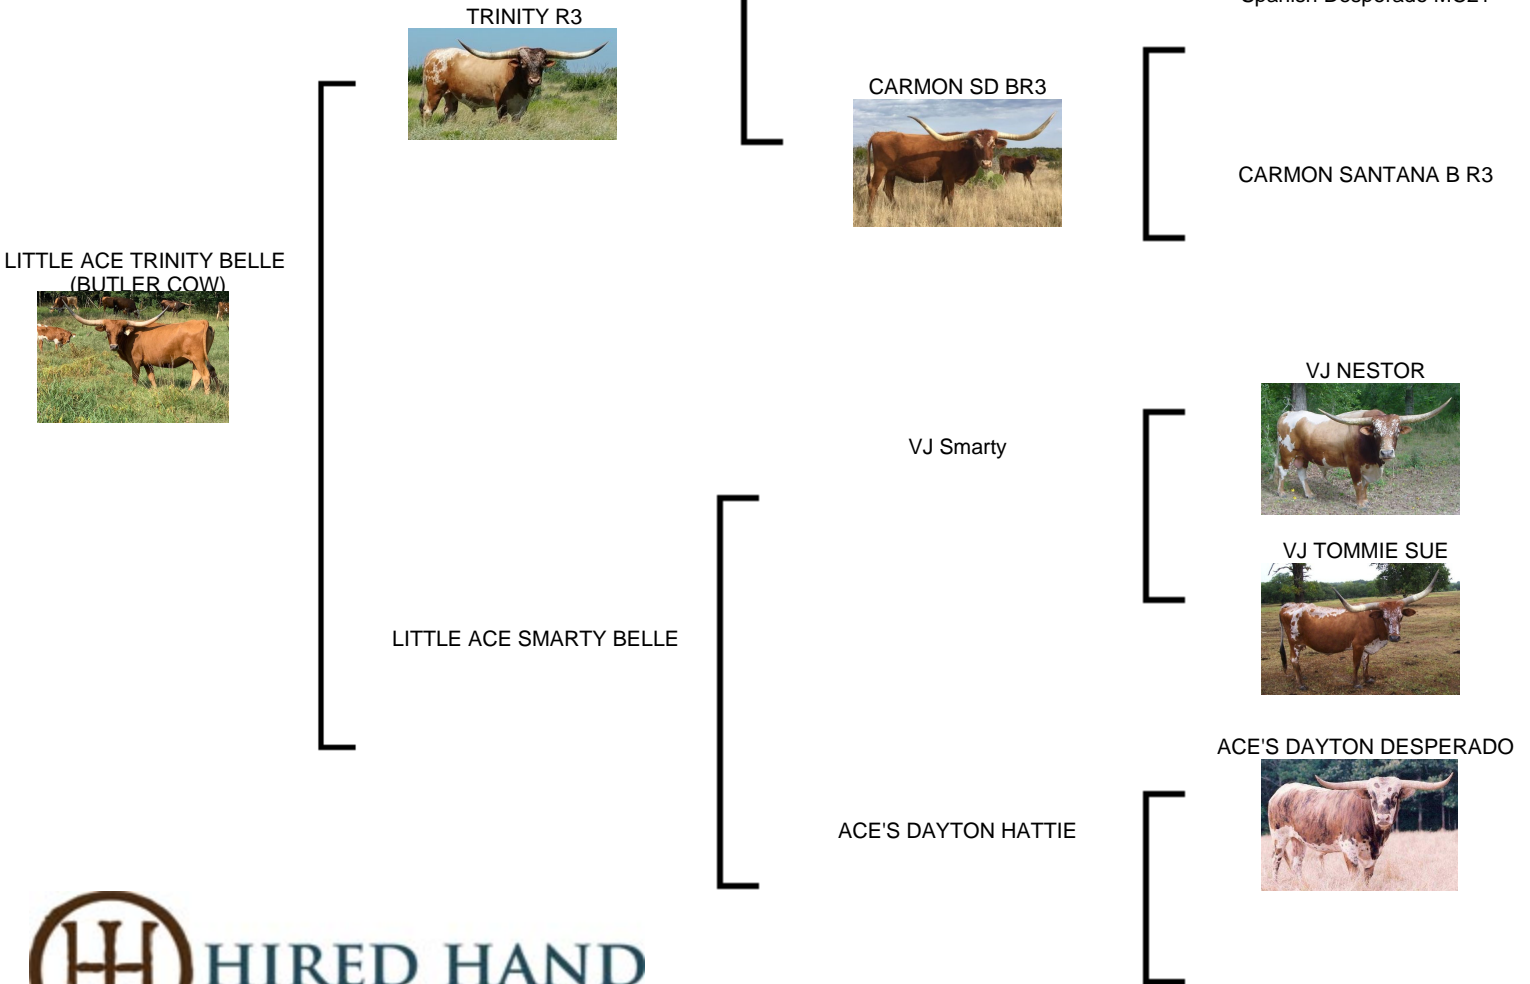 TRINITY R3
CARMON SD BR3
CARMON SANTANA B R3
LITTLE ACE TRINITY BELLE
(BUTLER COW)
VJ NESTOR
VJ Smarty
VJ TOMMIE SUE
LITTLE ACE SMARTY BELLE
ACE'S DAYTON DESPERADO
ACE'S DAYTON HATTIE
HIRED HAND